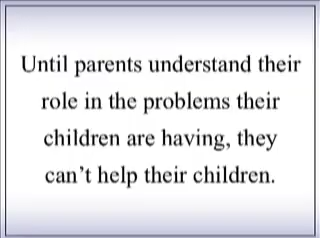 Until parents understand their
role in the problems their
children are having, they
can’t help their children.